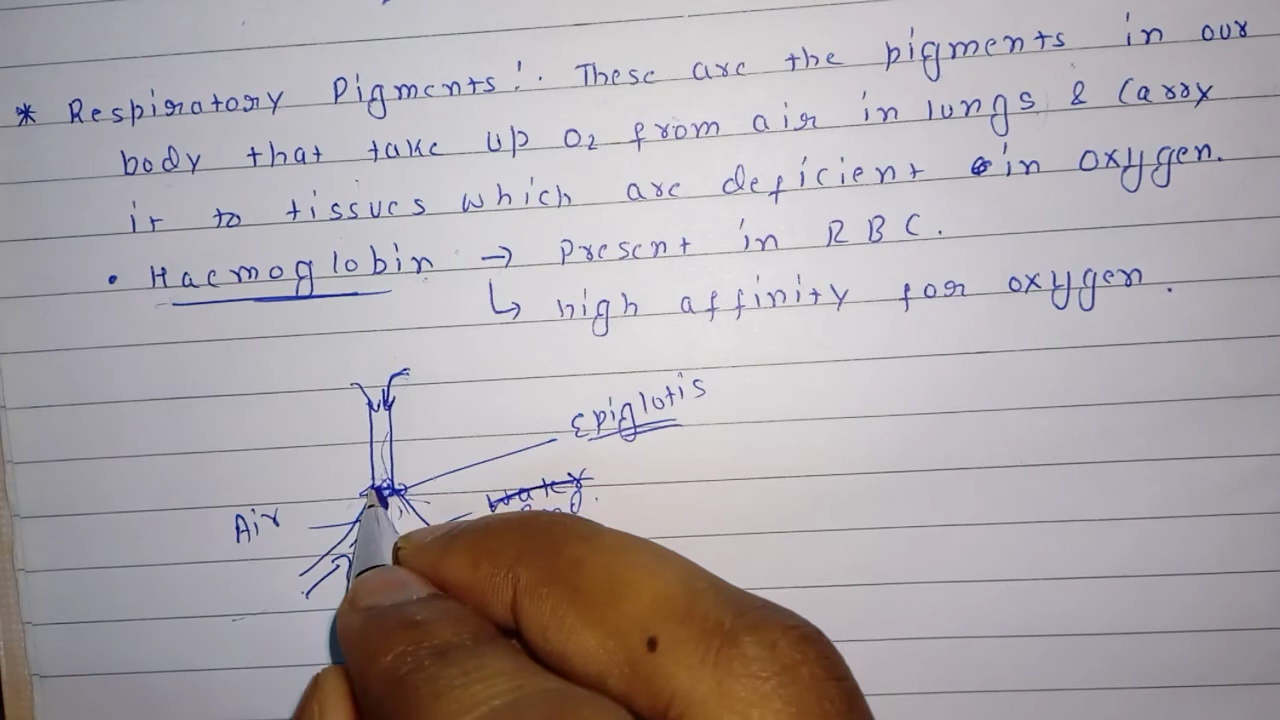 * Respiratory Pigments :. These are the pigments in our
body that take up O2 from air in lungs & Carry
it to tissues which are deficient in oxygen.
• Haemoglobin → Present in RBC.
↳ high affinity for oxygen.
Epiglotis
Air